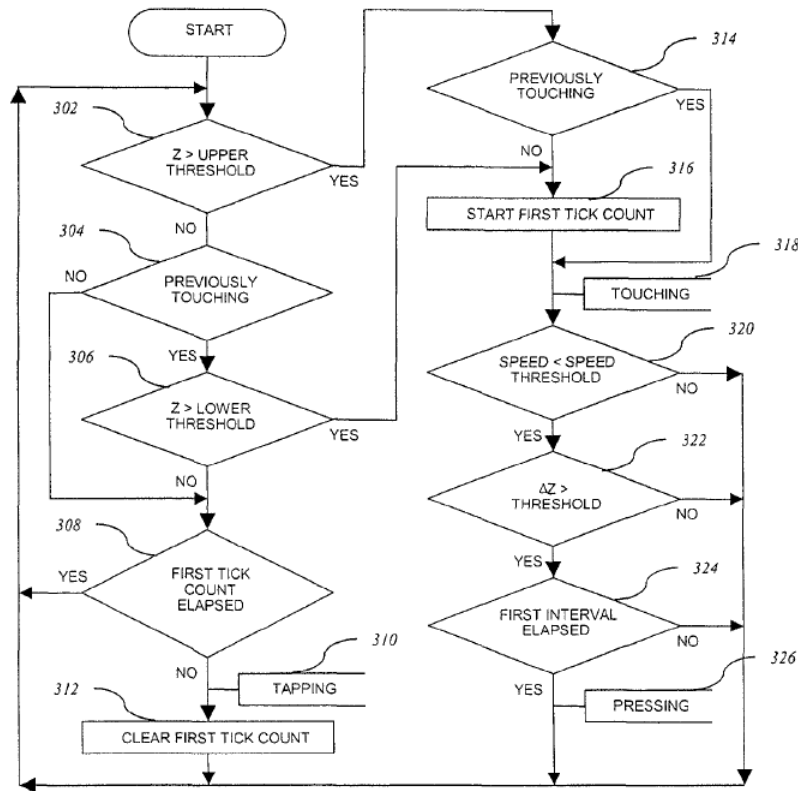 START
302
Z > UPPER
THRESHOLD
YES
NO
304
PREVIOUSLY
TOUCHING
NO
YES
306
Z > LOWER
THRESHOLD
YES
NO
308
FIRST TICK
COUNT
ELAPSED
YES
NO
310
TAPPING
312
CLEAR FIRST TICK COUNT
314
PREVIOUSLY
TOUCHING
YES
NO
316
START FIRST TICK COUNT
318
TOUCHING
320
SPEED < SPEED
THRESHOLD
NO
YES
322
ΔZ >
THRESHOLD
NO
YES
324
FIRST INTERVAL
ELAPSED
NO
YES
326
PRESSING